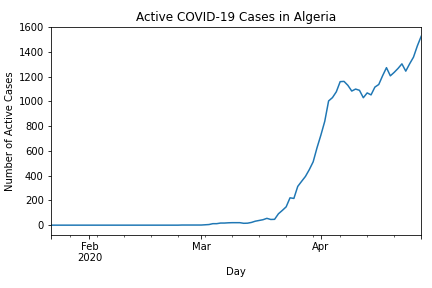 Active COVID-19 Cases in Algeria
1600
1400
1200
1000
800
600
400
200
0
Number of Active Cases
Feb
2020
Mar
Apr
Day